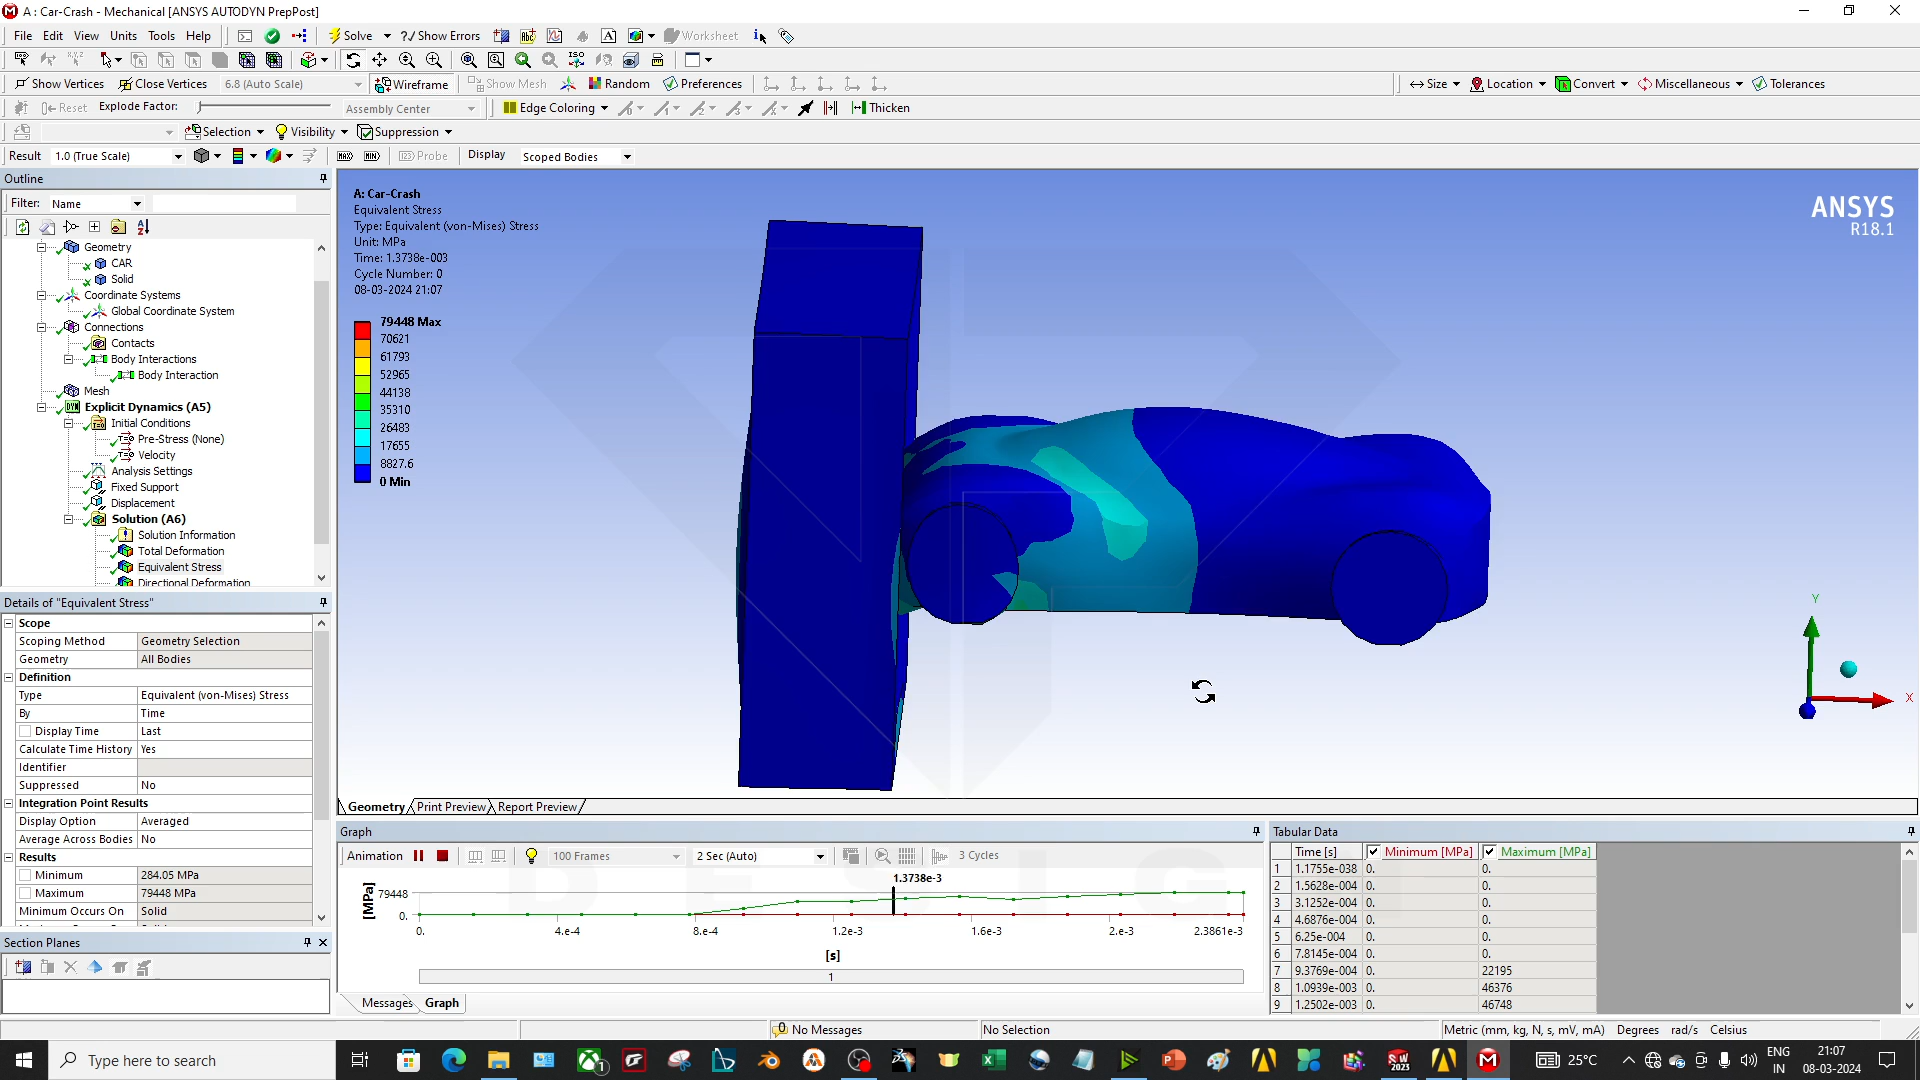 A : Car-Crash - Mechanical [ANSYS AUTODYN PrepPost]
File Edit View Units Tools Help Solve ?/ Show Errors Worksheet
Show Vertices Close Vertices 6.8 (Auto Scale) Wireframe Show Mesh Random Preferences Size Location Convert Miscellaneous Tolerances
Reset Explode Factor: Assembly Center Edge Coloring Thicken
Selection Visibility Suppression
Result 1.0 (True Scale) MAX MIN Probe Display Scoped Bodies
Outline
Filter: Name
Geometry
CAR
Solid
Coordinate Systems
Global Coordinate System
Connections
Contacts
Body Interactions
Body Interaction
Mesh
Explicit Dynamics (A5)
Initial Conditions
Pre-Stress (None)
Velocity
Analysis Settings
Fixed Support
Displacement
Solution (A6)
Solution Information
Total Deformation
Equivalent Stress
Directional Deformation
Details of "Equivalent Stress"
Scope
Scoping Method Geometry Selection
Geometry All Bodies
Definition
Type Equivalent (von-Mises) Stress
By Time
Display Time Last
Calculate Time History Yes
Identifier
Suppressed No
Integration Point Results
Display Option Averaged
Average Across Bodies No
Results
Minimum 284.05 MPa
Maximum 79448 MPa
Minimum Occurs On Solid
Section Planes
A: Car-Crash
Equivalent Stress
Type: Equivalent (von-Mises) Stress
Unit: MPa
Time: 1.3738e-003
Cycle Number: 0
08-03-2024 21:07
79448 Max
70621
61793
52965
44138
35310
26483
17655
8827.6
0 Min
ANSYS
R18.1
Y
X
Geometry Print Preview Report Preview
Graph
Animation 100 Frames 2 Sec (Auto) 3 Cycles
1.3738e-3
[MPa]
79448
0.
0. 4.e-4 8.e-4 1.2e-3 1.6e-3 2.e-3 2.3861e-3
[s]
1
Messages Graph
DESIGN
Tabular Data
Time [s] Minimum [MPa] Maximum [MPa]
1 1.1755e-038 0. 0.
2 1.5628e-004 0. 0.
3 3.1252e-004 0. 0.
4 4.6876e-004 0. 0.
5 6.25e-004 0. 0.
6 7.8145e-004 0. 0.
7 9.3769e-004 0. 22195
8 1.0939e-003 0. 46376
9 1.2502e-003 0. 46748
No Messages No Selection Metric (mm, kg, N, s, mV, mA) Degrees rad/s Celsius
Type here to search
25°C
ENG
IN
21:07
08-03-2024